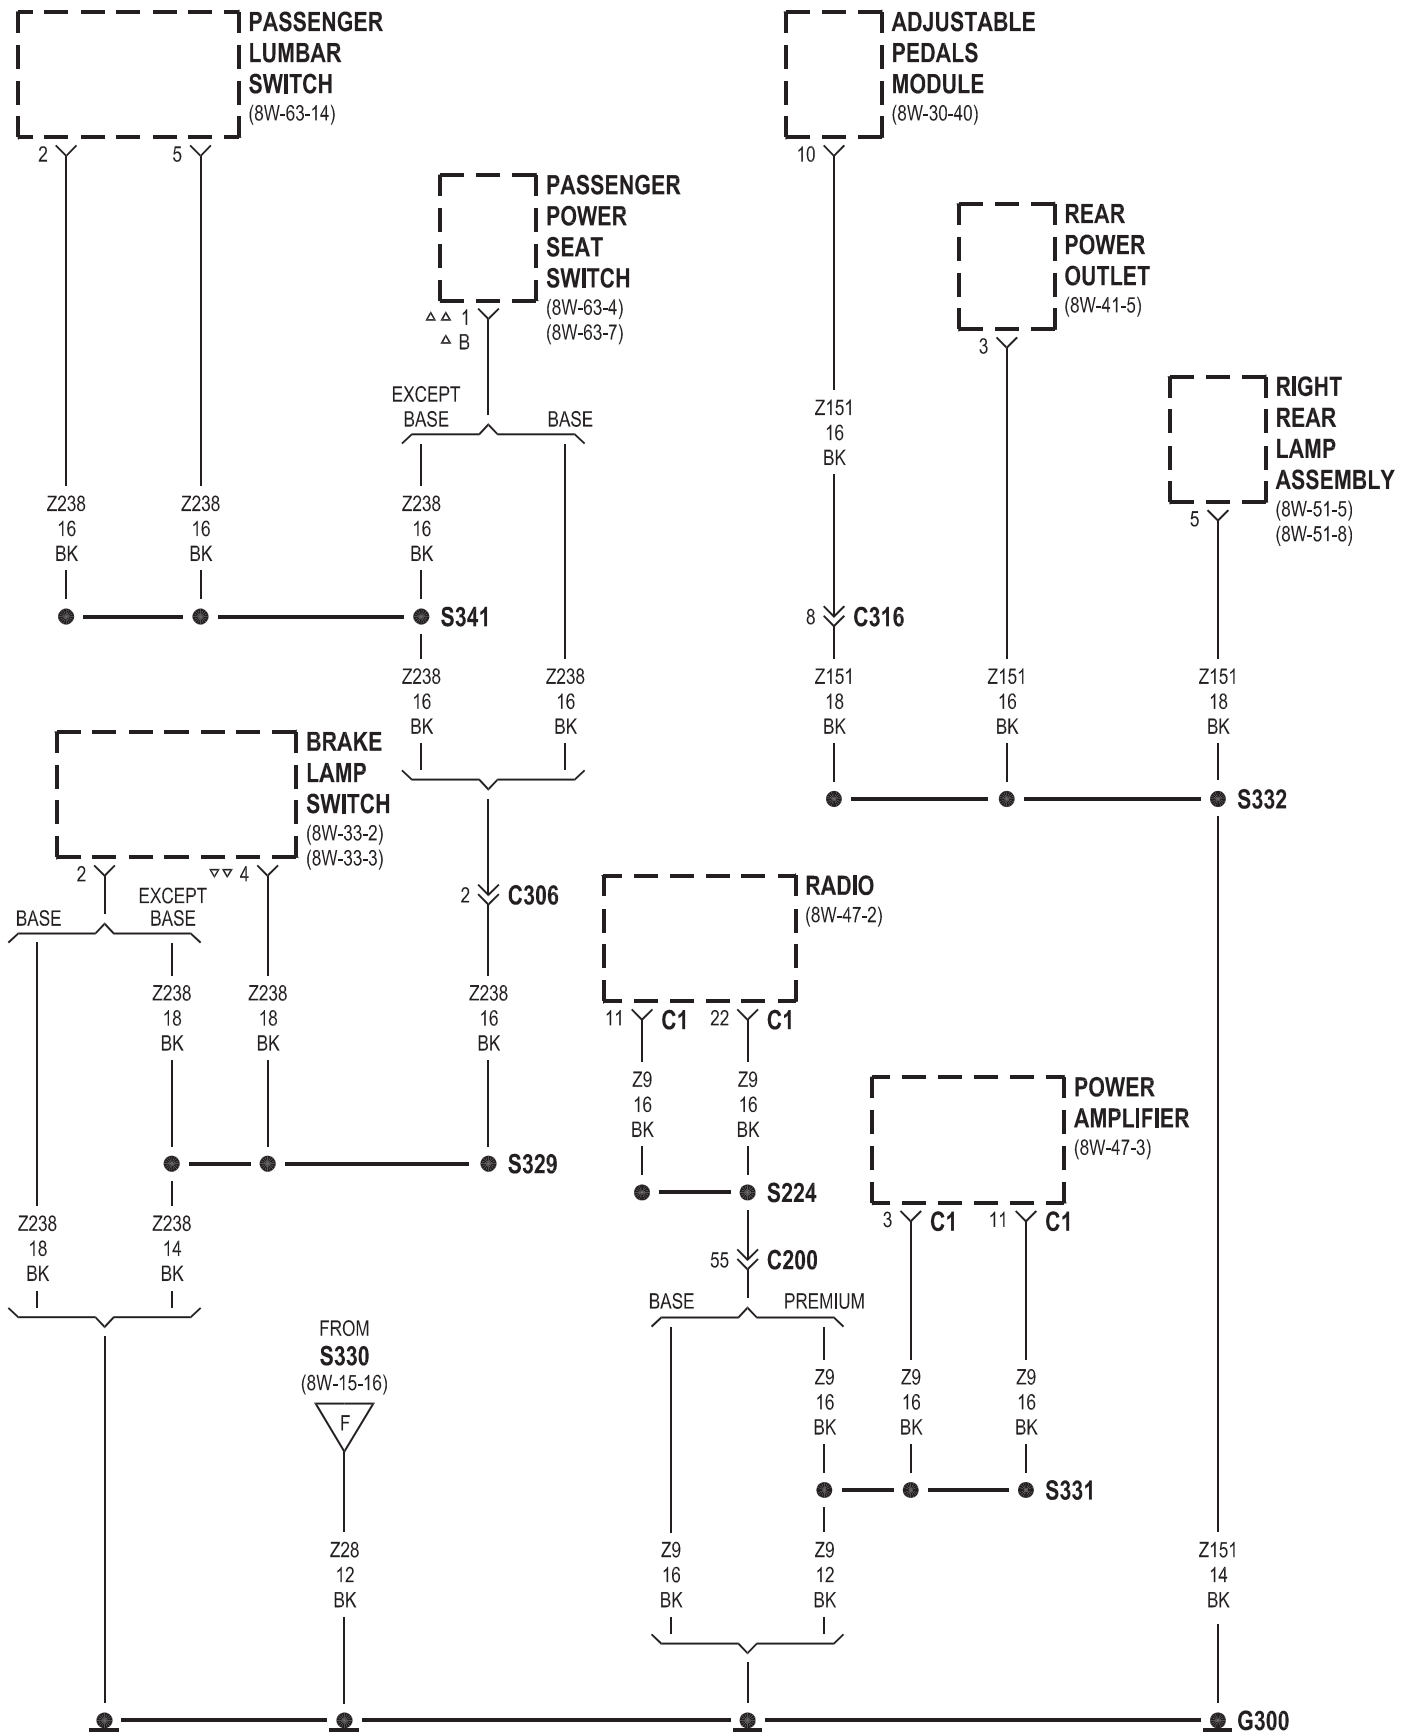 PASSENGER
LUMBAR
SWITCH
(8W-63-14)
2
5
ADJUSTABLE
PEDALS
MODULE
(8W-30-40)
10
PASSENGER
POWER
SEAT
SWITCH
(8W-63-4)
(8W-63-7)
△ △ 1
△ B
REAR
POWER
OUTLET
(8W-41-5)
3
RIGHT
REAR
LAMP
ASSEMBLY
(8W-51-5)
(8W-51-8)
5
EXCEPT
BASE
BASE
Z151
16
BK
Z238
16
BK
Z238
16
BK
Z238
16
BK
S341
8
C316
Z238
16
BK
Z238
16
BK
Z151
18
BK
Z151
16
BK
Z151
18
BK
S332
BRAKE
LAMP
SWITCH
(8W-33-2)
(8W-33-3)
2
▽▽ 4
BASE
EXCEPT
BASE
2
C306
RADIO
(8W-47-2)
11
C1
22
C1
Z238
18
BK
Z238
18
BK
Z238
16
BK
Z9
16
BK
Z9
16
BK
POWER
AMPLIFIER
(8W-47-3)
3
C1
11
C1
S329
S224
Z238
18
BK
Z238
14
BK
55
C200
BASE
PREMIUM
FROM
S330
(8W-15-16)
F
Z9
16
BK
Z9
16
BK
Z9
16
BK
S331
Z28
12
BK
Z9
16
BK
Z9
12
BK
Z151
14
BK
G300